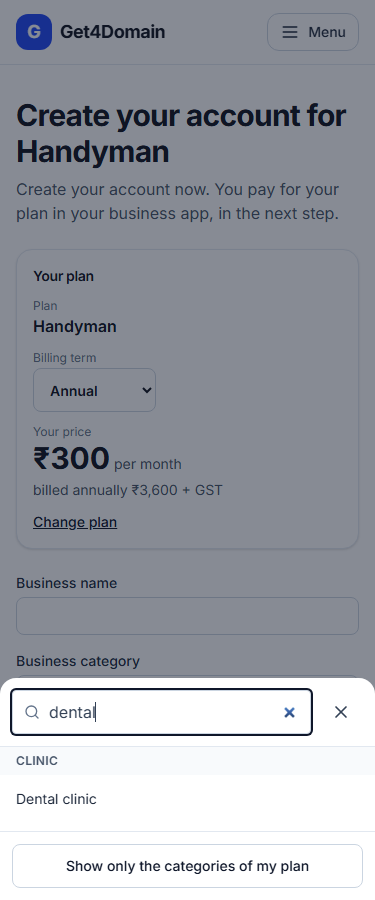 G Get4Domain
Menu
Create your account for
Handyman
Create your account now. You pay for your
plan in your business app, in the next step.
Your plan
Plan
Handyman
Billing term
Annual
Your price
₹300 per month
billed annually ₹3,600 + GST
Change plan
Business name
Business category
dental
CLINIC
Dental clinic
Show only the categories of my plan